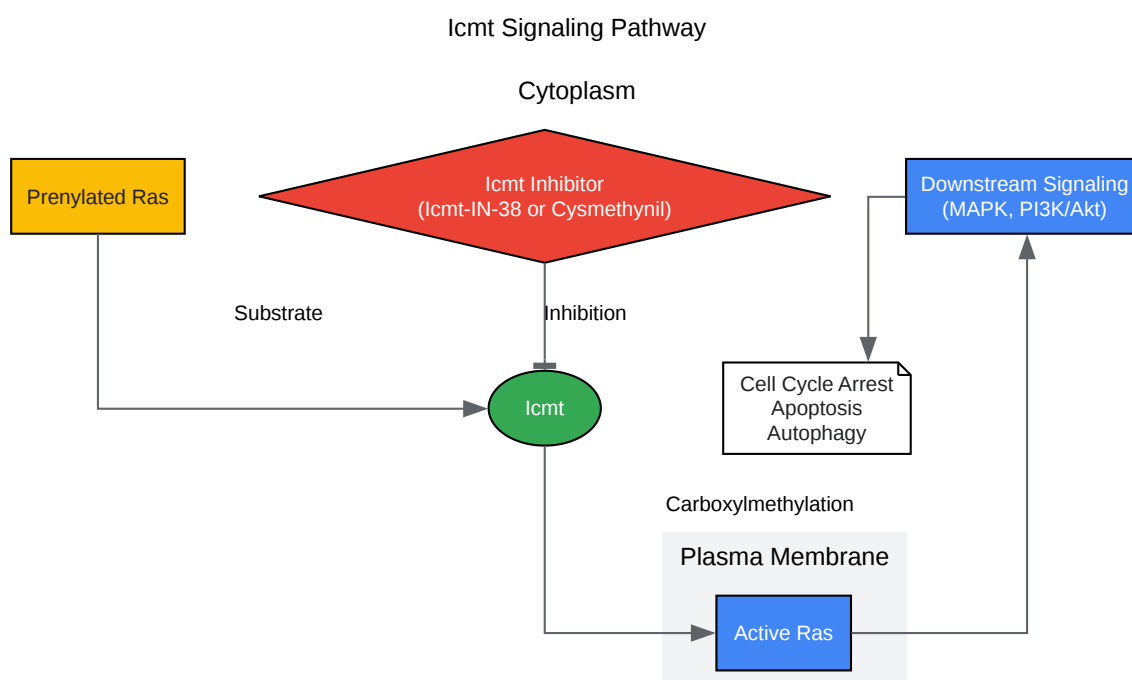 Icmt Signaling Pathway
Cytoplasm
Prenylated Ras
Icmt Inhibitor
(Icmt-IN-38 or Cysmethynil)
Downstream Signaling
(MAPK, PI3K/Akt)
Substrate
Inhibition
Cell Cycle Arrest
Apoptosis
Autophagy
Icmt
Carboxylmethylation
Plasma Membrane
Active Ras